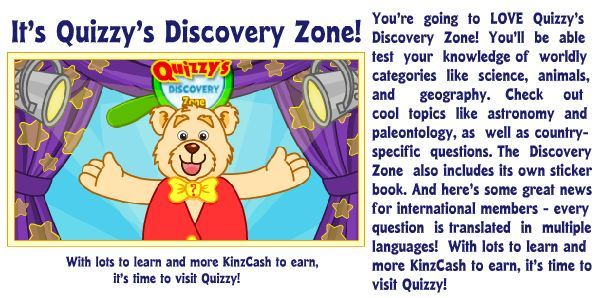 It's Quizzy's Discovery Zone!
Quizzy's
DISCOVERY
Zone
?
With lots to learn and more KinzCash to earn,
it's time to visit Quizzy!
You're going to LOVE Quizzy's
Discovery Zone! You'll be able
test your knowledge of worldly
categories like science, animals,
and geography. Check out
cool topics like astronomy and
paleontology, as well as country-
specific questions. The Discovery
Zone also includes its own sticker
book. And here's some great news
for international members - every
question is translated in multiple
languages! With lots to learn and
more KinzCash to earn, it's time to
visit Quizzy!